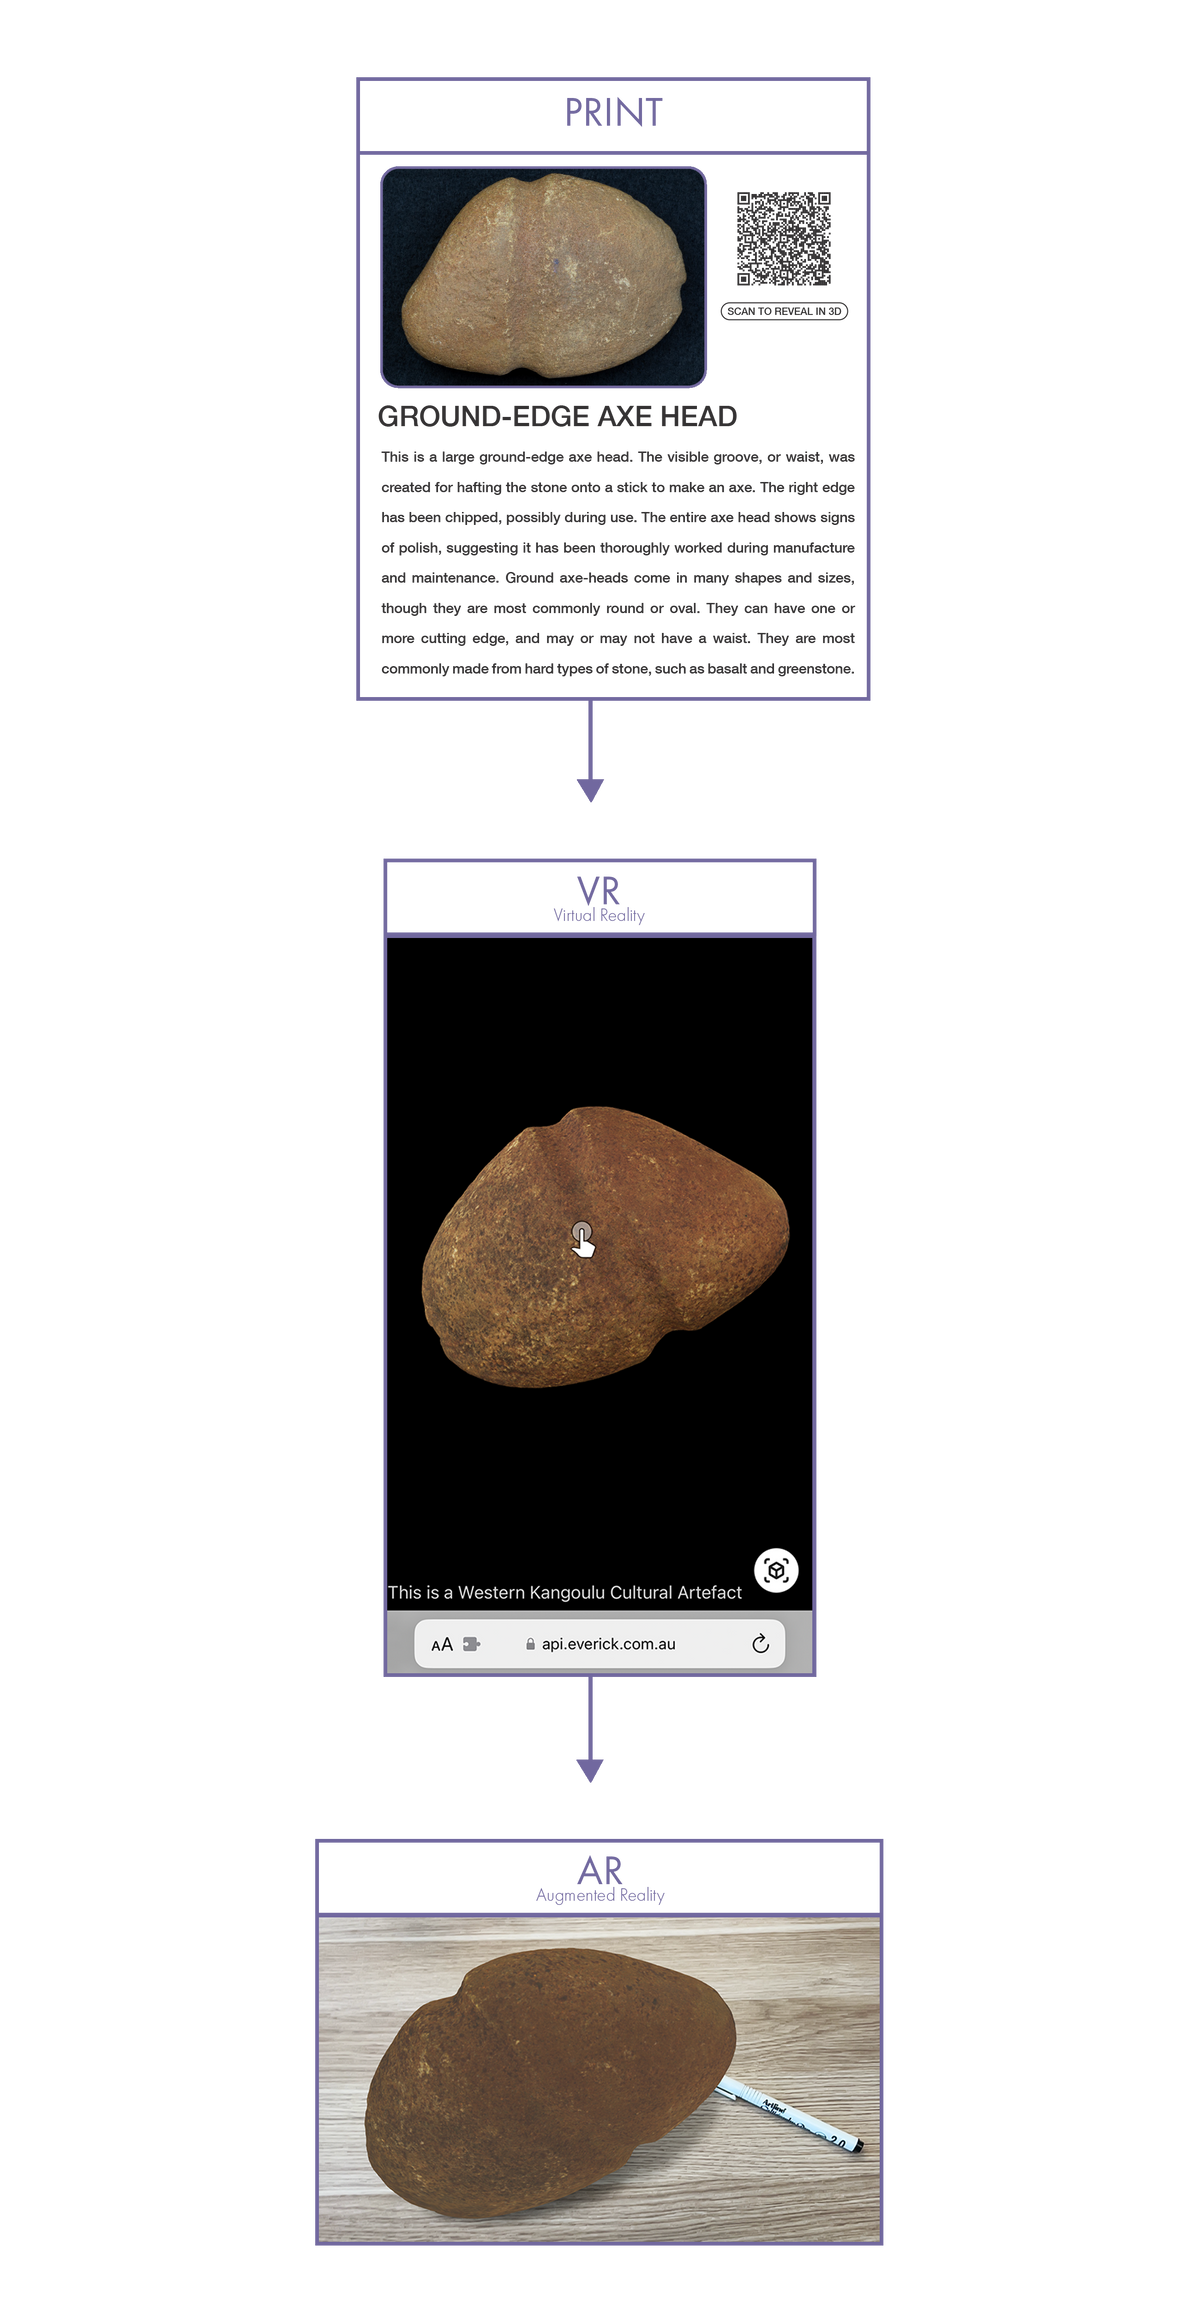 PRINT
SCAN TO REVEAL IN 3D
GROUND-EDGE AXE HEAD
This is a large ground-edge axe head. The visible groove, or waist, was
created for hafting the stone onto a stick to make an axe. The right edge
has been chipped, possibly during use. The entire axe head shows signs
of polish, suggesting it has been thoroughly worked during manufacture
and maintenance. Ground axe-heads come in many shapes and sizes,
though they are most commonly round or oval. They can have one or
more cutting edge, and may or may not have a waist. They are most
commonly made from hard types of stone, such as basalt and greenstone.
VR
Virtual Reality
This is a Western Kangoulu Cultural Artefact
AA
api.everick.com.au
AR
Augmented Reality
Artline
2.0